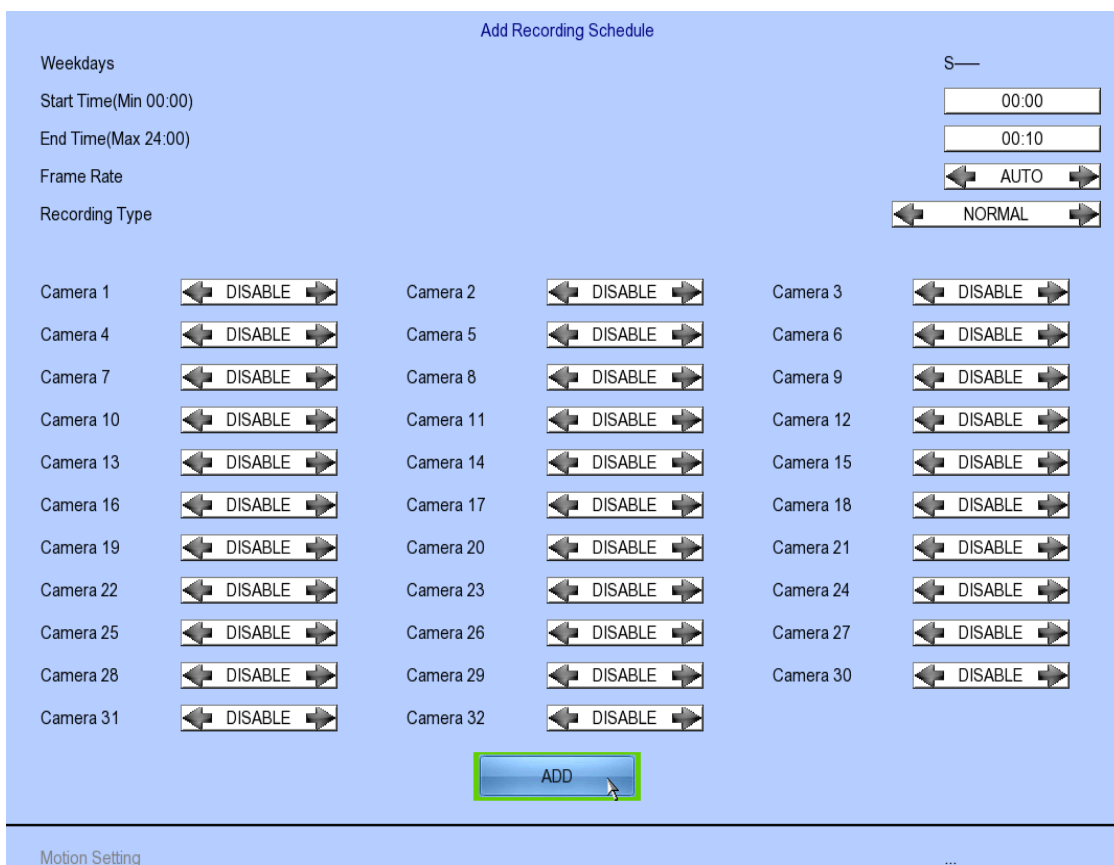 Add Recording Schedule
Weekdays S-----
Start Time(Min 00:00) 00:00
End Time(Max 24:00) 00:10
Frame Rate AUTO
Recording Type NORMAL
Camera 1 DISABLE Camera 2 DISABLE Camera 3 DISABLE
Camera 4 DISABLE Camera 5 DISABLE Camera 6 DISABLE
Camera 7 DISABLE Camera 8 DISABLE Camera 9 DISABLE
Camera 10 DISABLE Camera 11 DISABLE Camera 12 DISABLE
Camera 13 DISABLE Camera 14 DISABLE Camera 15 DISABLE
Camera 16 DISABLE Camera 17 DISABLE Camera 18 DISABLE
Camera 19 DISABLE Camera 20 DISABLE Camera 21 DISABLE
Camera 22 DISABLE Camera 23 DISABLE Camera 24 DISABLE
Camera 25 DISABLE Camera 26 DISABLE Camera 27 DISABLE
Camera 28 DISABLE Camera 29 DISABLE Camera 30 DISABLE
Camera 31 DISABLE Camera 32 DISABLE
ADD
Motion Setting ...